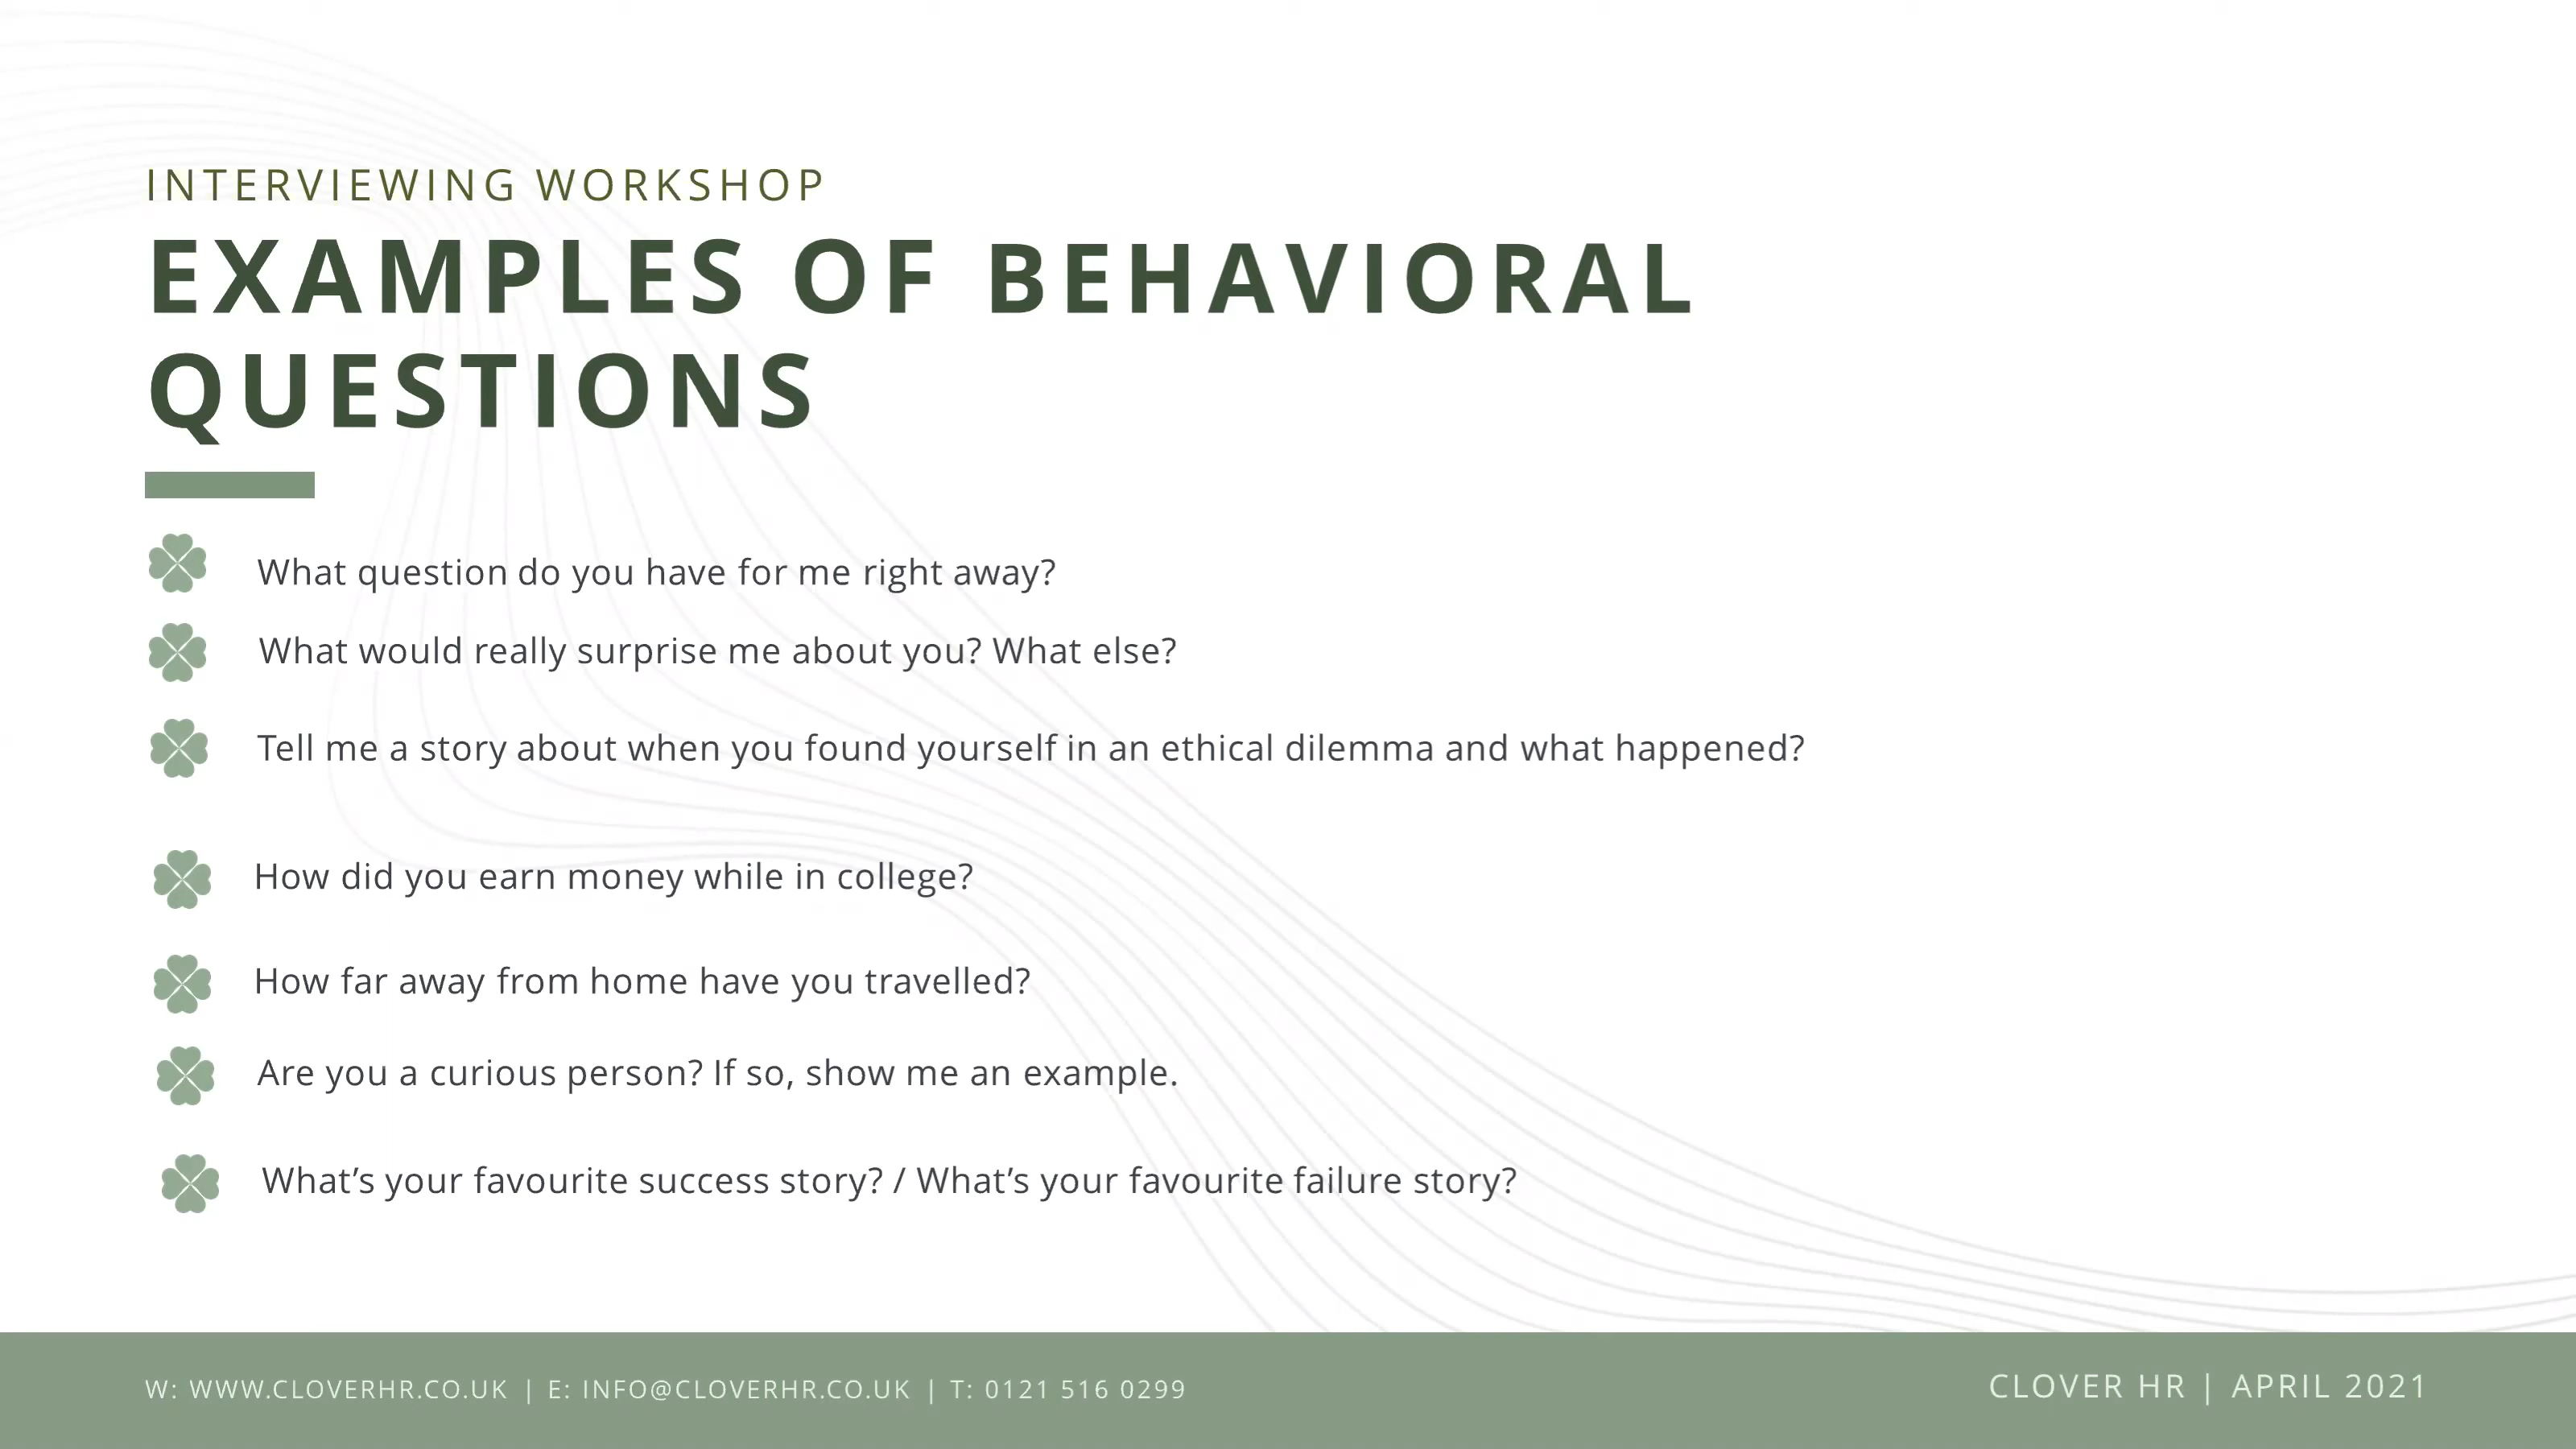 INTERVIEWING WORKSHOP
EXAMPLES OF BEHAVIORAL
QUESTIONS
What question do you have for me right away?
What would really surprise me about you? What else?
Tell me a story about when you found yourself in an ethical dilemma and what happened?
How did you earn money while in college?
How far away from home have you travelled?
Are you a curious person? If so, show me an example.
What’s your favourite success story? / What’s your favourite failure story?
W: WWW.CLOVERHR.CO.UK | E: INFO@CLOVERHR.CO.UK | T: 0121 516 0299
CLOVER HR | APRIL 2021